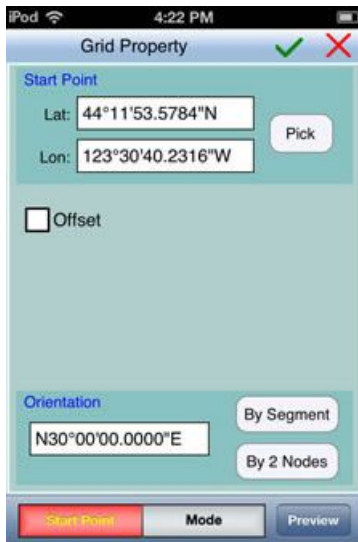 iPod 4:22 PM
Grid Property
Start Point
Lat: 44°11'53.5784"N
Pick
Lon: 123°30'40.2316"W
Offset
Orientation
By Segment
N30°00'00.0000"E
By 2 Nodes
Start Point Mode Preview